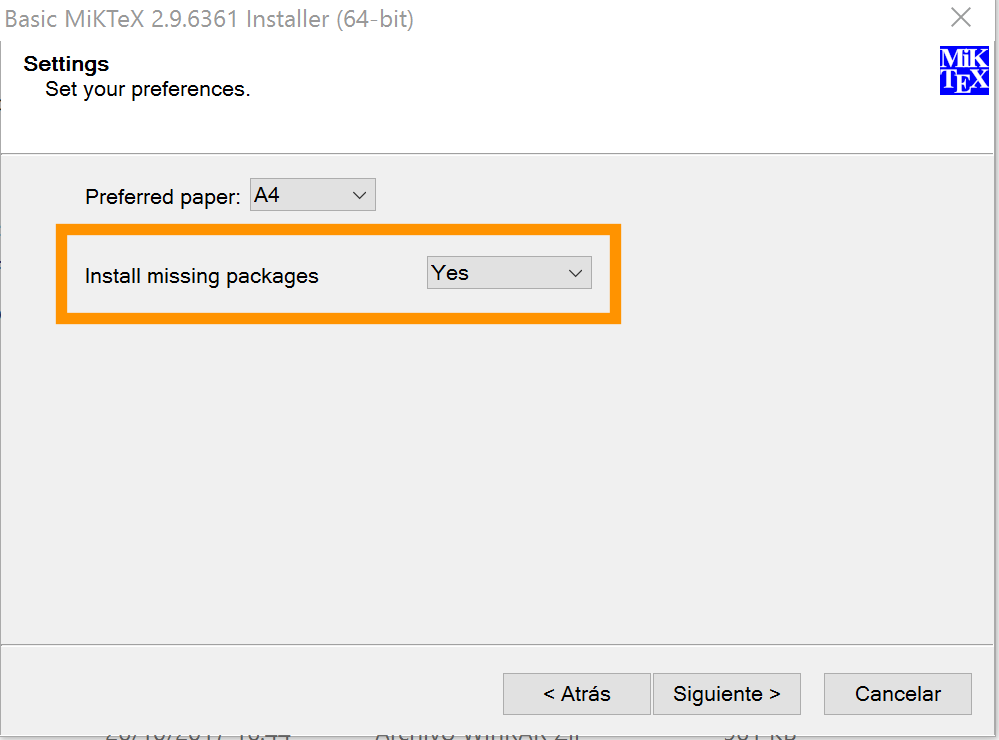 Basic MiKTeX 2.9.6361 Installer (64-bit)
Settings
Set your preferences.
MiK
TEX
Preferred paper: A4
Install missing packages Yes
< Atrás Siguiente > Cancelar